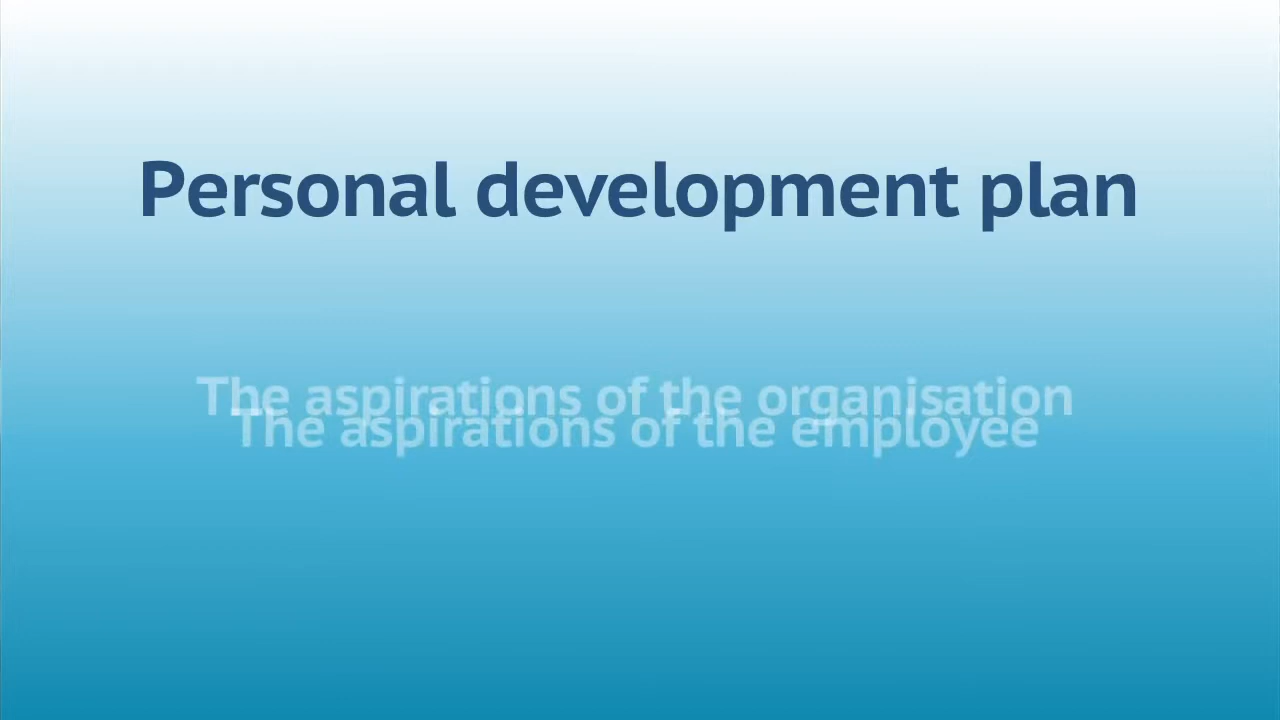 Personal development plan
The aspirations of the organisation
The aspirations of the employee